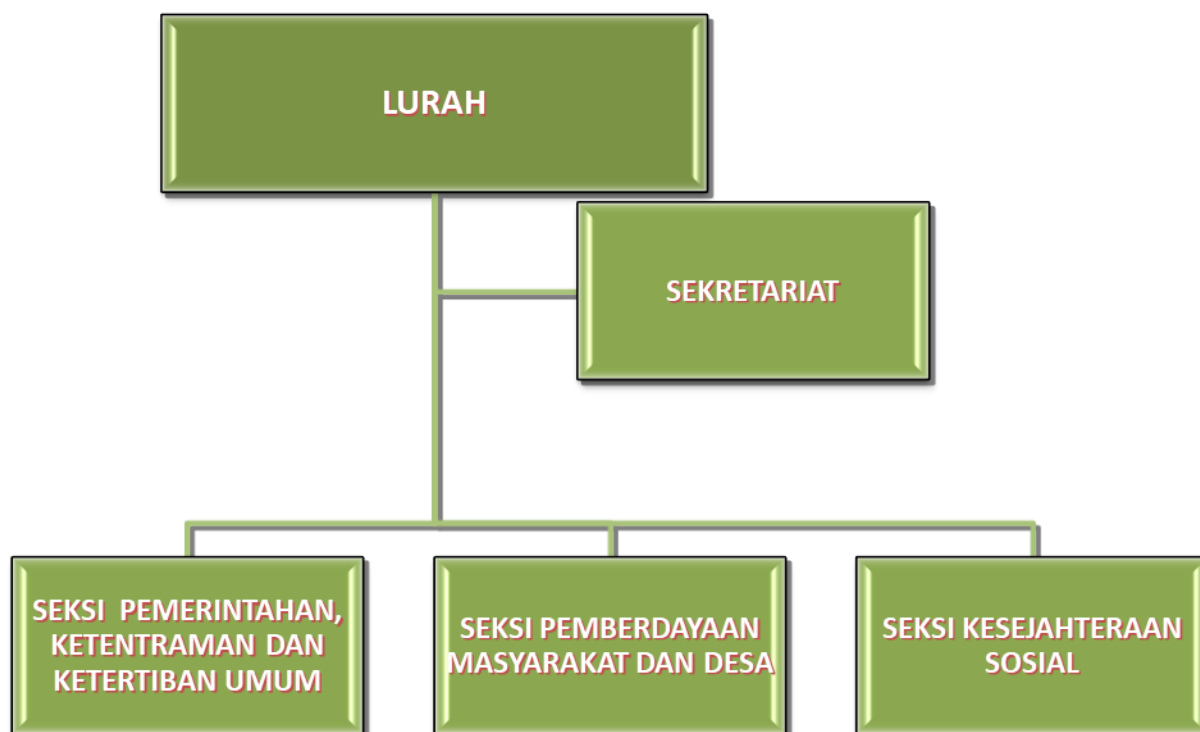 LURAH
SEKRETARIAT
SEKSI PEMERINTAHAN,
KETENTRAMAN DAN
KETERTIBAN UMUM
SEKSI PEMBERDAYAAN
MASYARAKAT DAN DESA
SEKSI KESEJAHTERAAN
SOSIAL